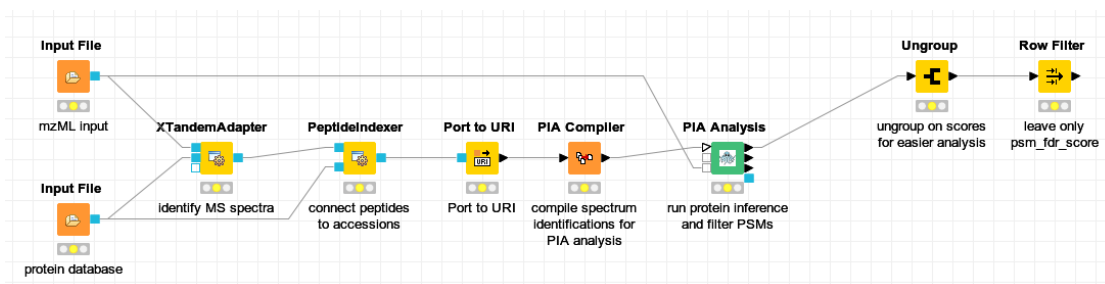 Input File
mzML input
Input File
protein database
XTandemAdapter
identify MS spectra
PeptideIndexer
connect peptides
to accessions
Port to URI
URI
Port to URI
PIA Compiler
compile spectrum
identifications for
PIA analysis
PIA Analysis
run protein inference
and filter PSMs
Ungroup
ungroup on scores
for easier analysis
Row Filter
leave only
psm_fdr_score